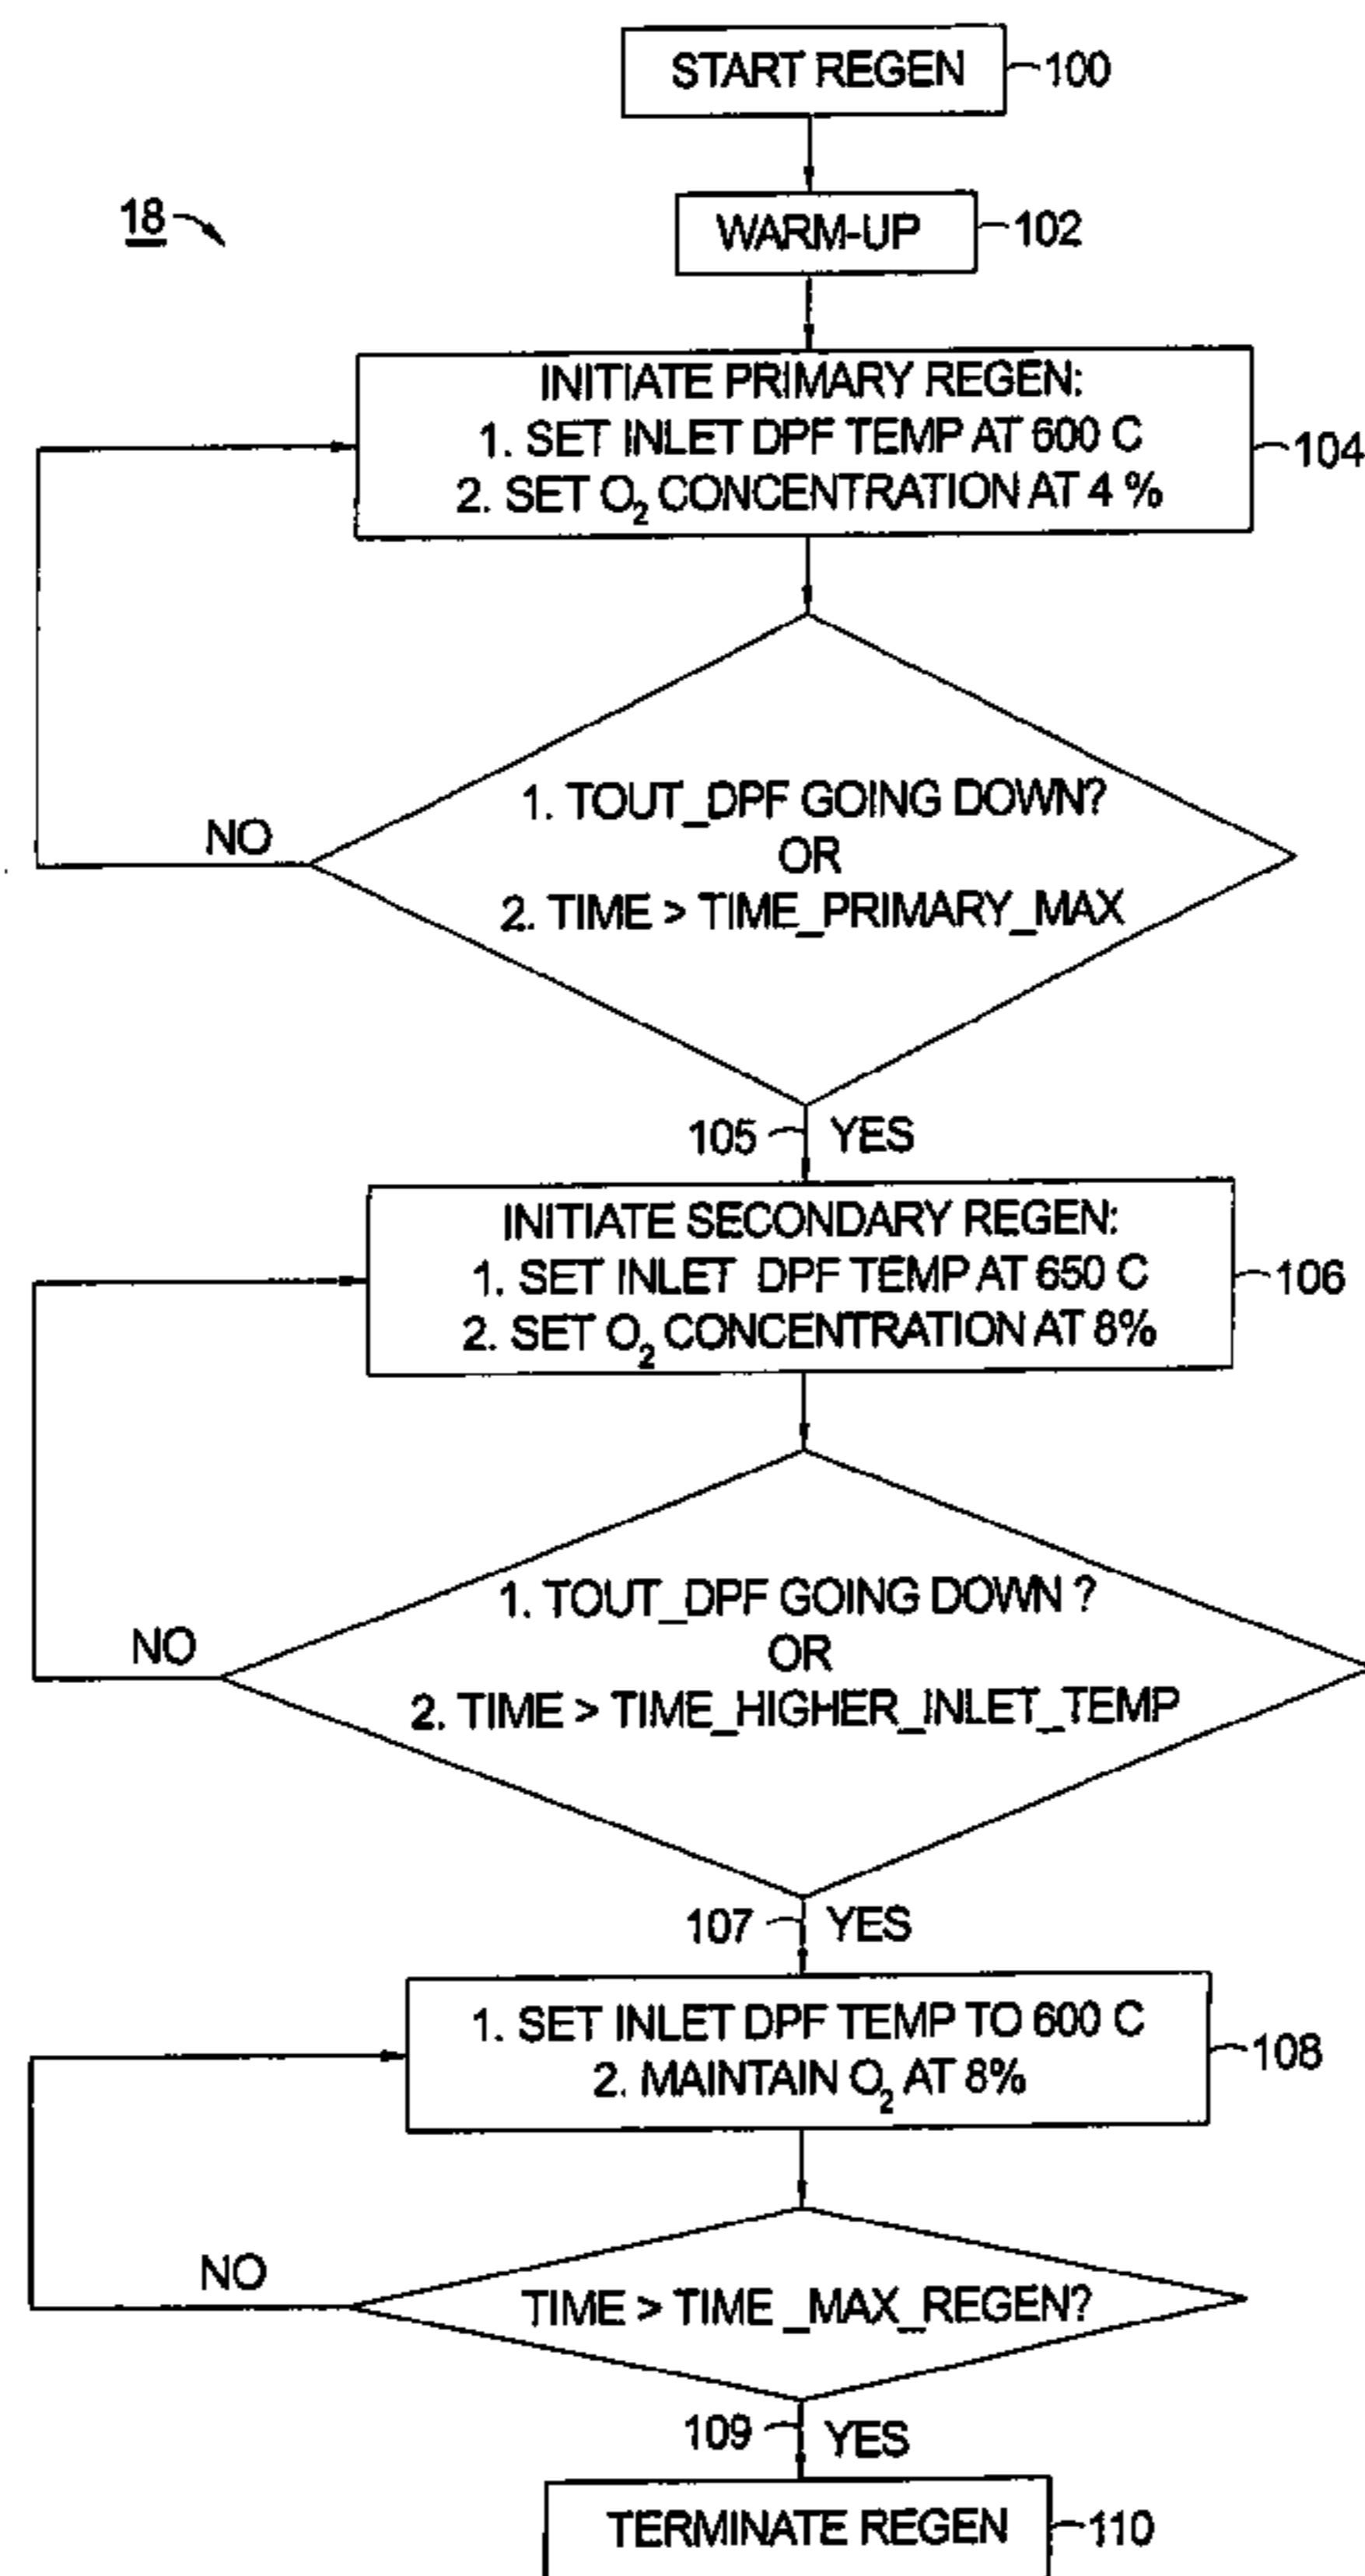 START REGEN
100
18
WARM-UP
102
INITIATE PRIMARY REGEN:
1. SET INLET DPF TEMP AT 600 C
2. SET O₂ CONCENTRATION AT 4 %
104
1. TOUT_DPF GOING DOWN?
OR
2. TIME > TIME_PRIMARY_MAX
NO
105
YES
INITIATE SECONDARY REGEN:
1. SET INLET DPF TEMP AT 650 C
2. SET O₂ CONCENTRATION AT 8%
106
1. TOUT_DPF GOING DOWN ?
OR
2. TIME > TIME_HIGHER_INLET_TEMP
NO
107
YES
1. SET INLET DPF TEMP TO 600 C
2. MAINTAIN O₂ AT 8%
108
TIME > TIME _MAX_REGEN?
NO
109
YES
TERMINATE REGEN
110